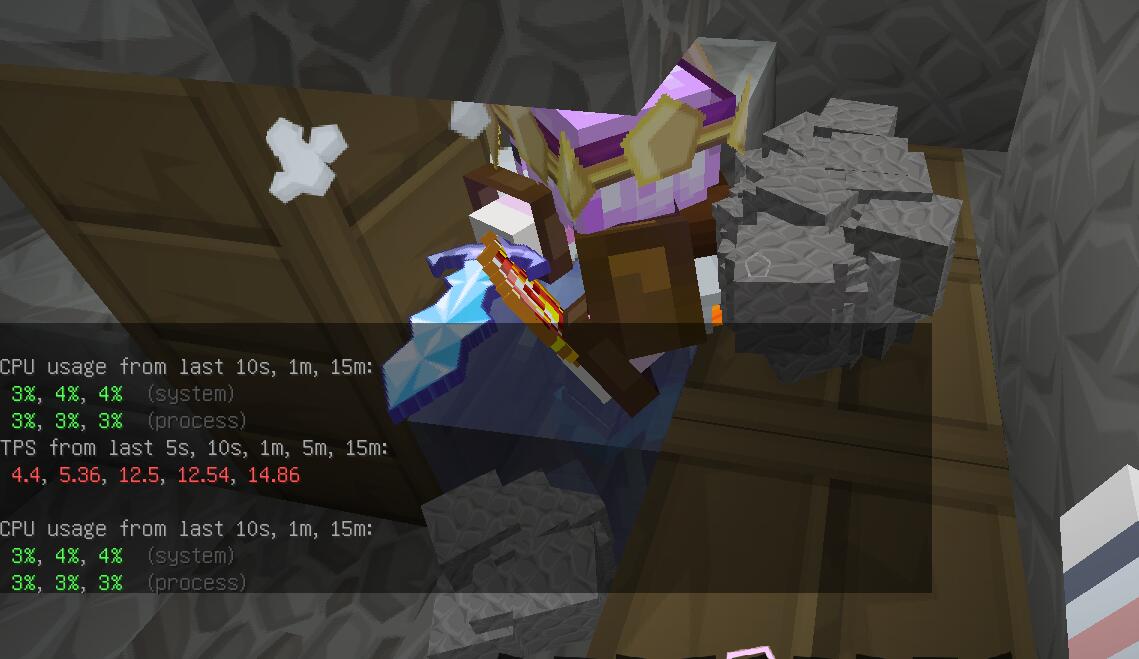 CPU usage from last 10s, 1m, 15m:
3%, 4%, 4% (system)
3%, 3%, 3% (process)
TPS from last 5s, 10s, 1m, 5m, 15m:
4.4, 5.36, 12.5, 12.54, 14.86
CPU usage from last 10s, 1m, 15m:
3%, 4%, 4% (system)
3%, 3%, 3% (process)